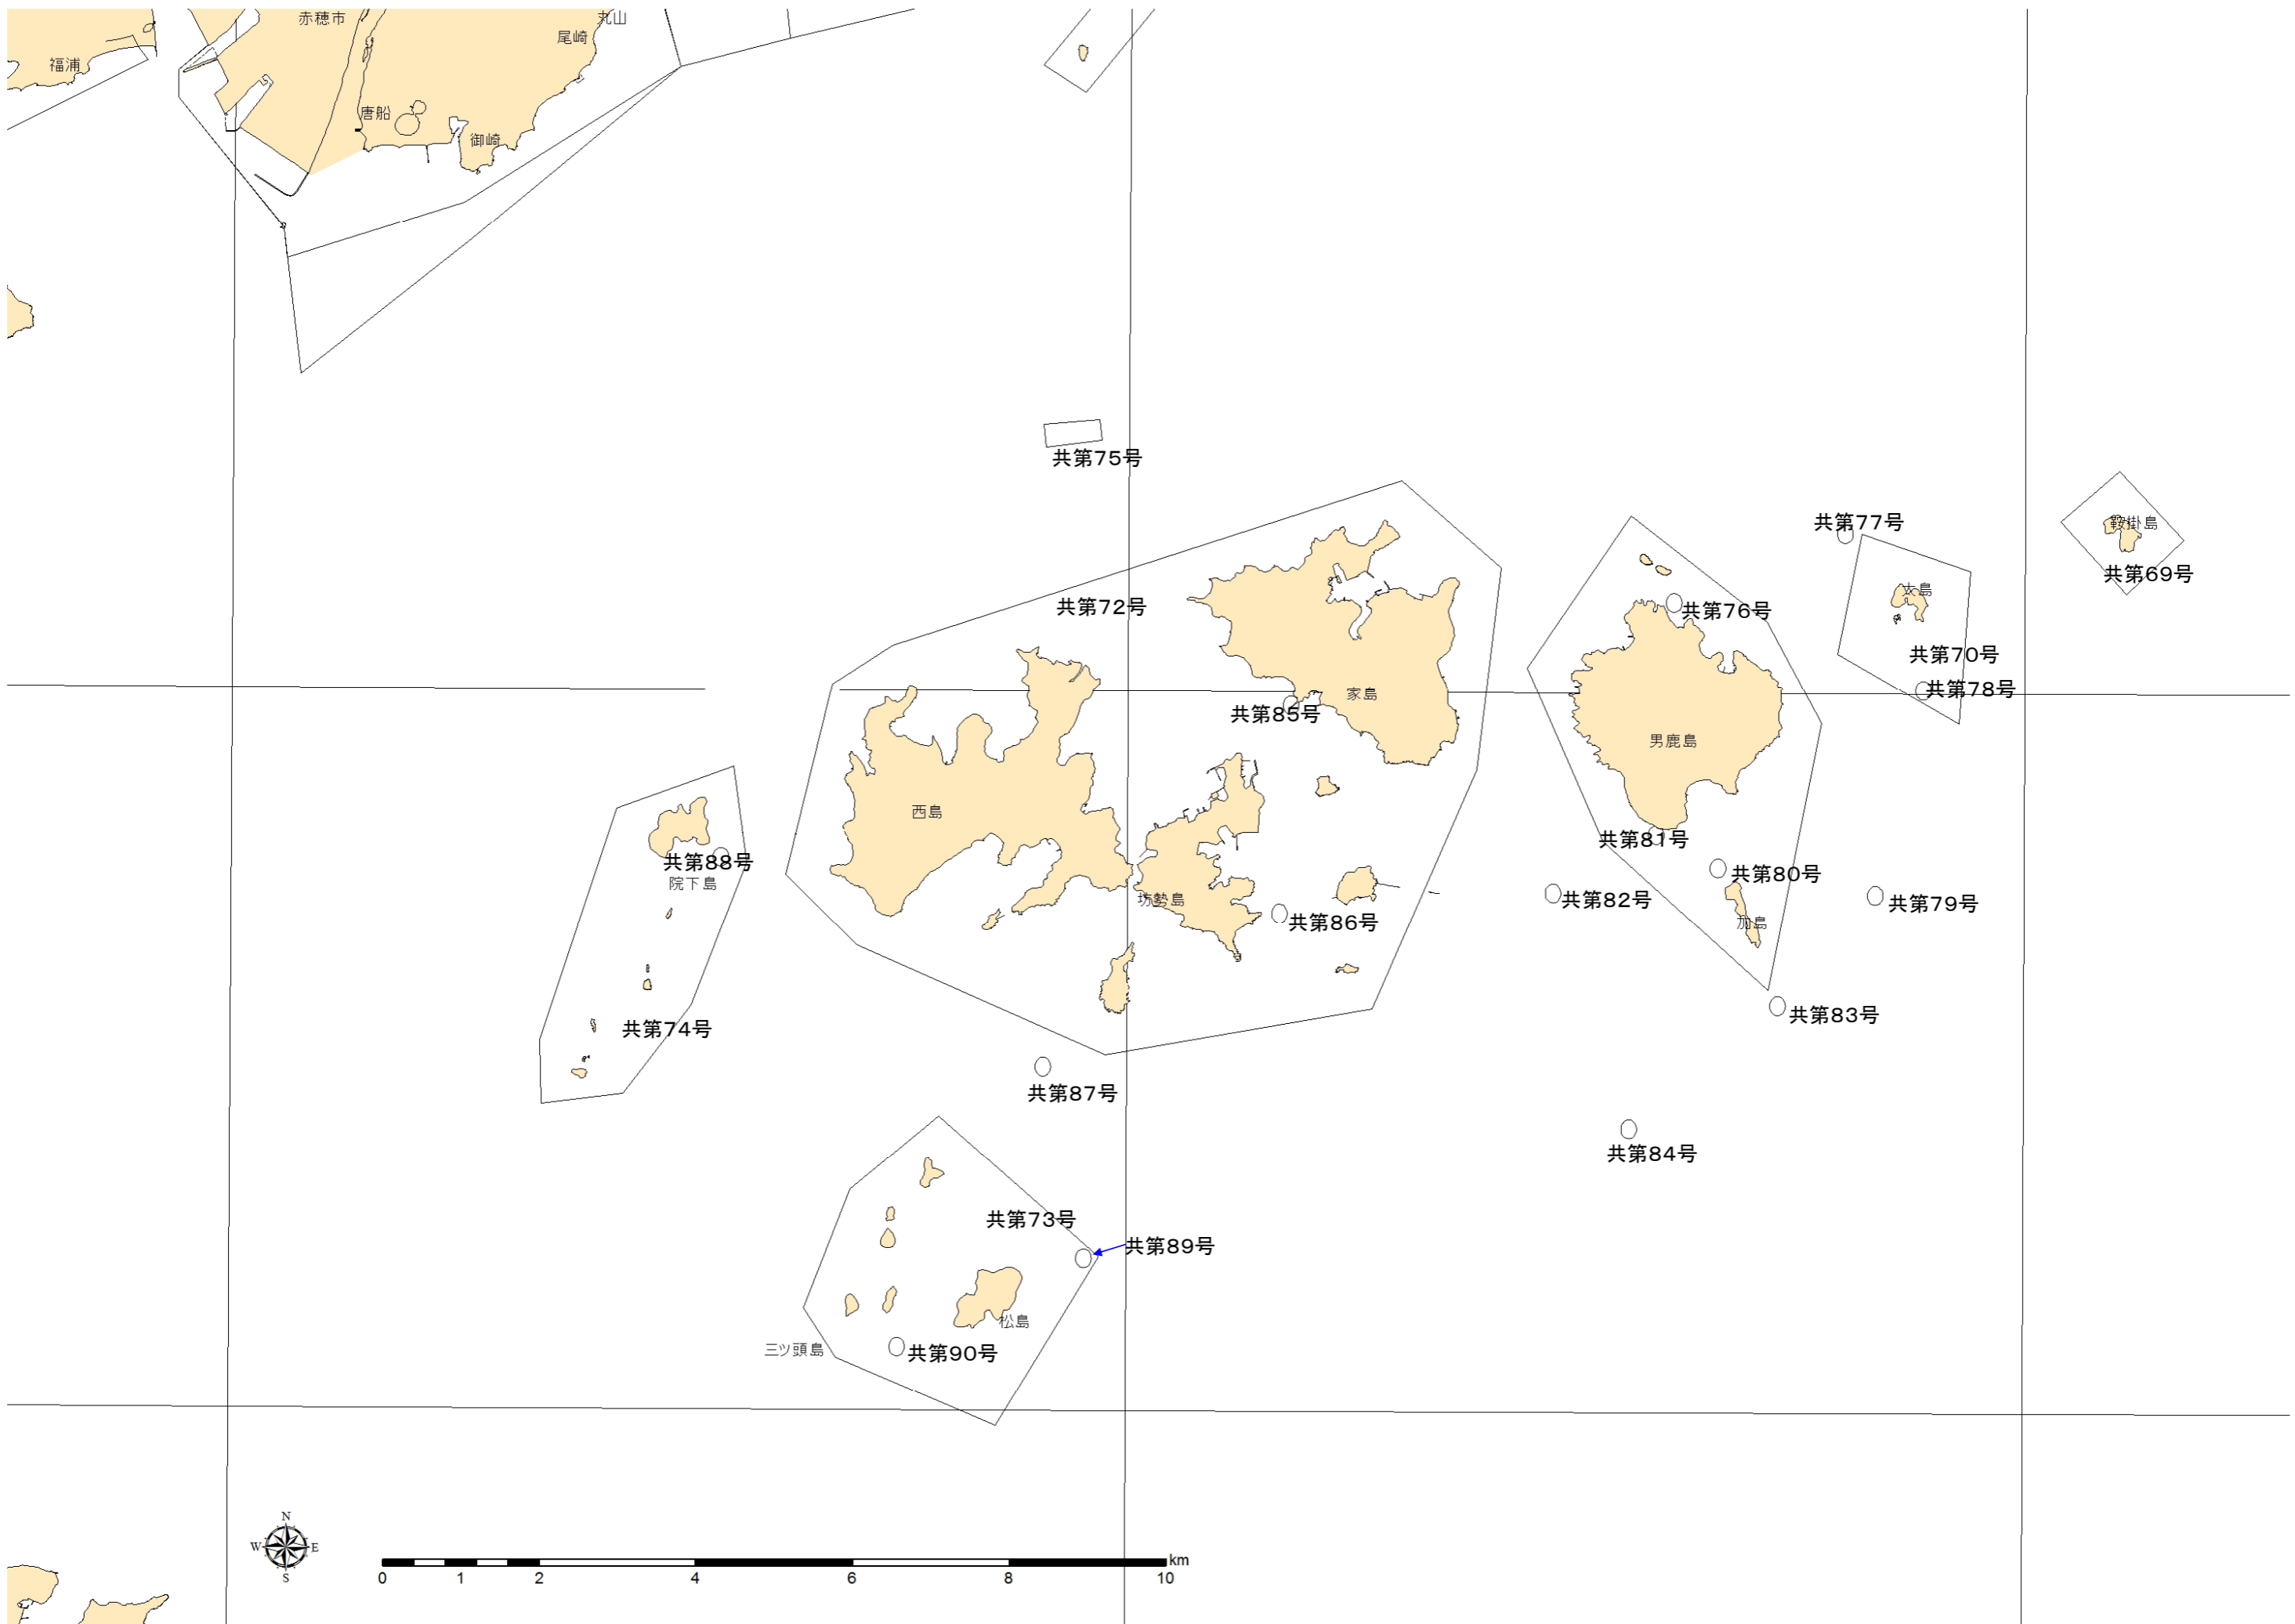 赤穂市
丸山
尾崎
福浦
唐船
御崎
共第75号
共第77号
鞍掛島
共第69号
大島
共第72号
共第76号
共第70号
共第78号
家島
共第85号
男鹿島
西島
共第81号
共第88号
院下島
共第80号
坊勢島
共第82号
共第79号
共第86号
加島
共第74号
共第83号
共第87号
共第84号
共第73号
共第89号
松島
三ツ頭島
共第90号
N
W
E
S
km
0 1 2 4 6 8 10